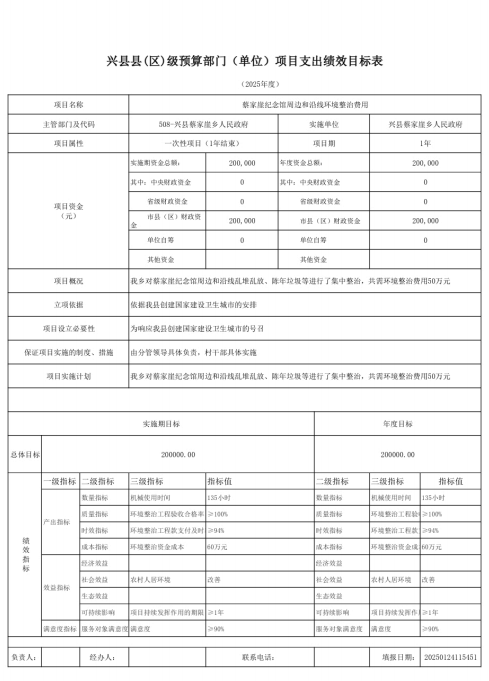 兴县县(区)级预算部门（单位）项目支出绩效目标表
（2025年度）
项目名称 蔡家崖纪念馆周边和沿线环境整治费用
主管部门及代码 508-兴县蔡家崖乡人民政府 实施单位 兴县蔡家崖乡人民政府
项目属性 一次性项目（1年结束） 项目期 1年
项目资金
（元）
实施期资金总额： 200,000 年度资金总额： 200,000
其中：中央财政资金 0 其中：中央财政资金 0
省级财政资金 0 省级财政资金 0
市县（区）财政资
金 200,000 市县（区）财政资金 200,000
单位自筹 0 单位自筹 0
其他资金 其他资金
项目概况 我乡对蔡家崖纪念馆周边和沿线乱堆乱放、陈年垃圾等进行了集中整治，共需环境整治费用50万元
立项依据 依据我县创建国家建设卫生城市的安排
项目设立必要性 为响应我县创建国家建设卫生城市的号召
保证项目实施的制度、措施 由分管领导具体负责，村干部具体实施
项目实施计划 我乡对蔡家崖纪念馆周边和沿线乱堆乱放、陈年垃圾等进行了集中整治，共需环境整治费用50万元
实施期目标 年度目标
总体目标 200000.00 200000.00
绩效指标
一级指标 二级指标 三级指标 指标值 二级指标 三级指标 指标值
产出指标
数量指标 机械使用时间 135小时 数量指标 机械使用时间 135小时
质量指标 环境整治工程验收合格率 ≥100% 质量指标 环境整治工程验 ≥100%
时效指标 环境整治工程款支付及时 ≥94% 时效指标 环境整治工程款 ≥94%
成本指标 环境整治资金成本 60万元 成本指标 环境整治资金成 60万元
效益指标
经济效益 经济效益
社会效益 农村人居环境 改善 社会效益 农村人居环境 改善
生态效益 生态效益
可持续影响 项目持续发挥作用的期限 ≥1年 可持续影响 项目持续发挥作 ≥1年
满意度指标 服务对象满意度 满意度 ≥90% 服务对象满意度 满意度 ≥90%
负责人： 经办人： 联系电话： 填报日期： 20250124115451